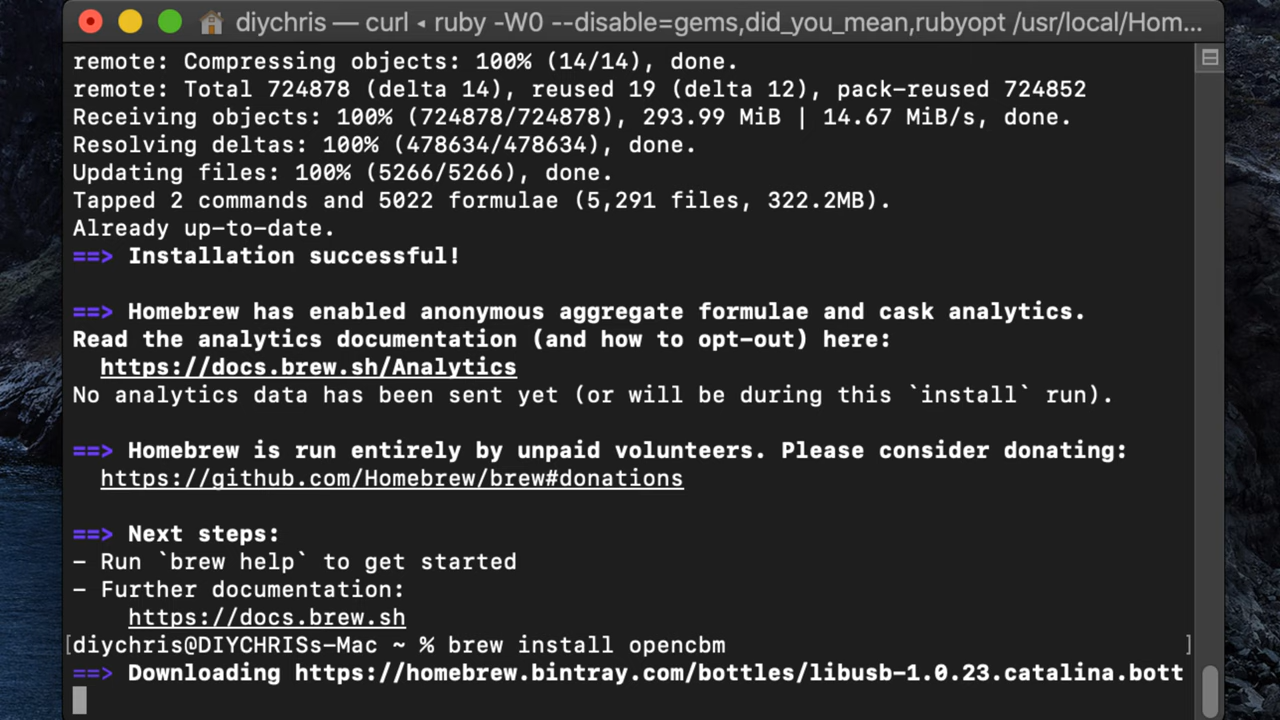 diychris — curl ◂ ruby -W0 --disable=gems,did_you_mean,rubyopt /usr/local/Hom...
remote: Compressing objects: 100% (14/14), done.
remote: Total 724878 (delta 14), reused 19 (delta 12), pack-reused 724852
Receiving objects: 100% (724878/724878), 293.99 MiB | 14.67 MiB/s, done.
Resolving deltas: 100% (478634/478634), done.
Updating files: 100% (5266/5266), done.
Tapped 2 commands and 5022 formulae (5,291 files, 322.2MB).
Already up-to-date.
==> Installation successful!
==> Homebrew has enabled anonymous aggregate formulae and cask analytics.
Read the analytics documentation (and how to opt-out) here:
https://docs.brew.sh/Analytics
No analytics data has been sent yet (or will be during this `install` run).
==> Homebrew is run entirely by unpaid volunteers. Please consider donating:
https://github.com/Homebrew/brew#donations
==> Next steps:
- Run `brew help` to get started
- Further documentation:
https://docs.brew.sh
[diychris@DIYCHRISs-Mac ~ % brew install opencbm ]
==> Downloading https://homebrew.bintray.com/bottles/libusb-1.0.23.catalina.bott